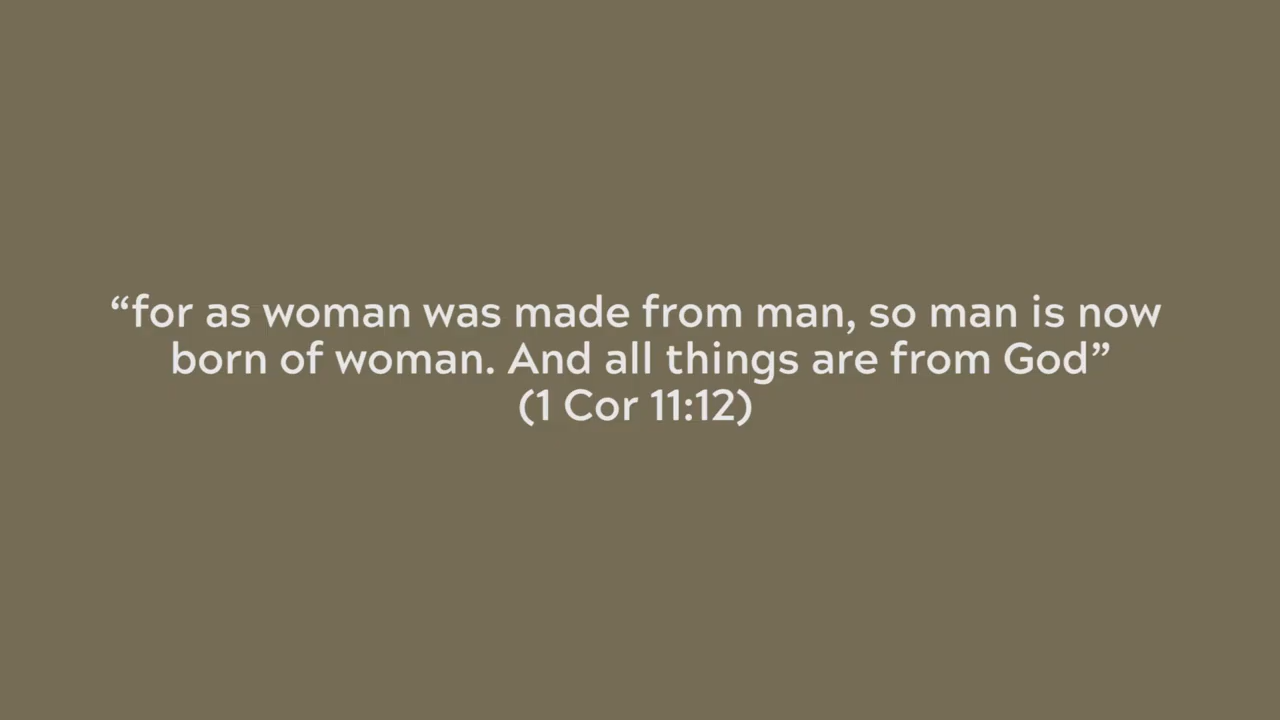 “for as woman was made from man, so man is now
born of woman. And all things are from God”
(1 Cor 11:12)